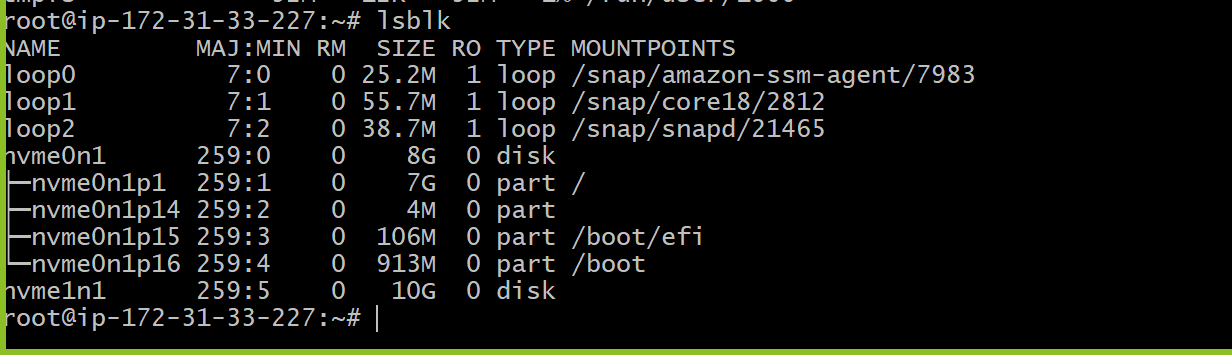 root@ip-172-31-33-227:~# lsblk
NAME         MAJ:MIN RM  SIZE RO TYPE MOUNTPOINTS
loop0          7:0    0 25.2M  1 loop /snap/amazon-ssm-agent/7983
loop1          7:1    0 55.7M  1 loop /snap/core18/2812
loop2          7:2    0 38.7M  1 loop /snap/snapd/21465
nvme0n1      259:0    0    8G  0 disk
├─nvme0n1p1  259:1    0    7G  0 part /
├─nvme0n1p14 259:2    0    4M  0 part
├─nvme0n1p15 259:3    0  106M  0 part /boot/efi
└─nvme0n1p16 259:4    0  913M  0 part /boot
nvme1n1      259:5    0   10G  0 disk
root@ip-172-31-33-227:~#